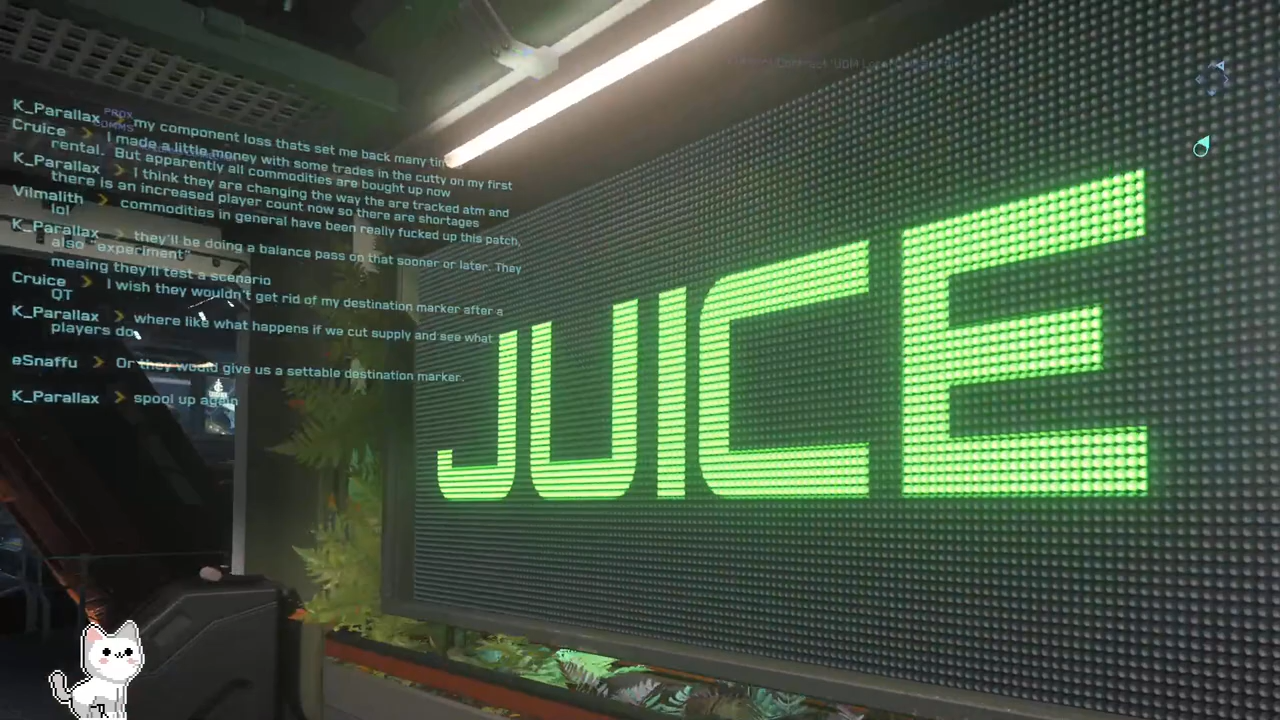 K_Parallax > my component loss thats set me back many
PROX
COMMS
Cruice > I made a little money with some trades in the cutty on my first
rental. But apparently all commodities are bought up now
K_Parallax > I think they are changing the way the are tracked atm and
there is an increased player count now so there are shortages
Vilmalith > commodities in general have been really fucked up this patch,
lol
K_Parallax > they'll be doing a balance pass on that sooner or later. They
also "experiment"
meaing they'll test a scenario
Cruice > I wish they wouldn't get rid of my destination marker after a
QT
K_Parallax > where like what happens if we cut supply and see what
players do
eSnaffu > Or they would give us a settable destination marker.
K_Parallax > spool up again
JUICE